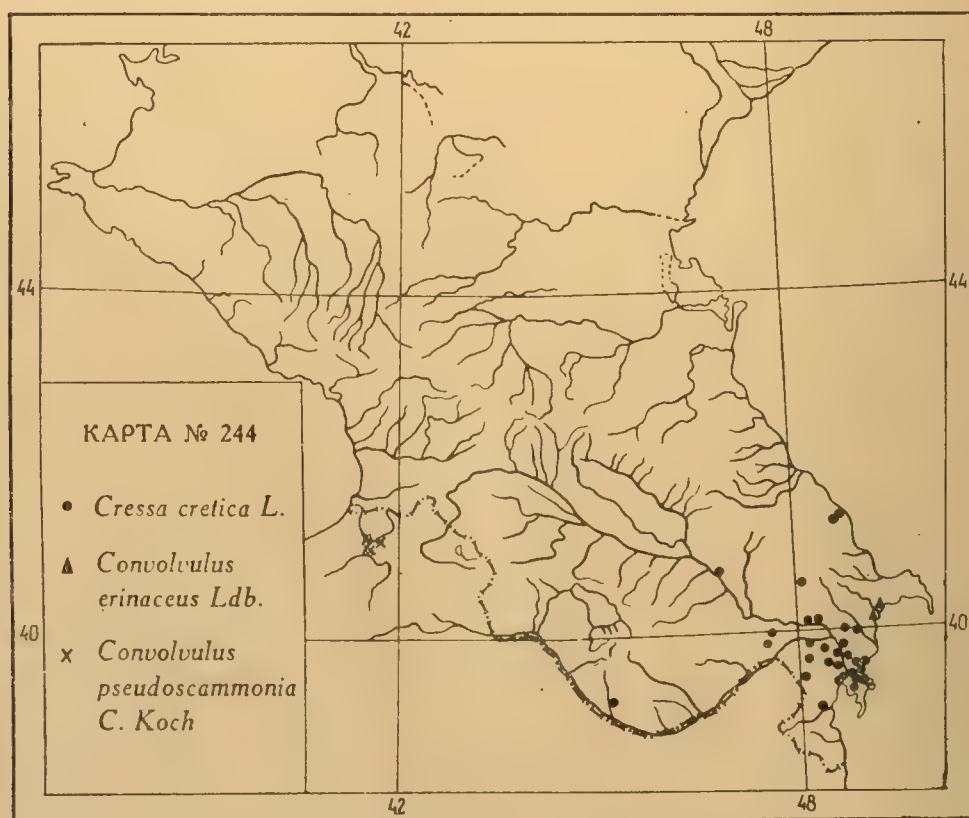 42 48
44 44
КАРТА № 244
• Cressa cretica L.
▲ Convolvulus
erinaceus Ldb.
× Convolvulus
pseudoscammonia
C. Koch
40 40
42 48